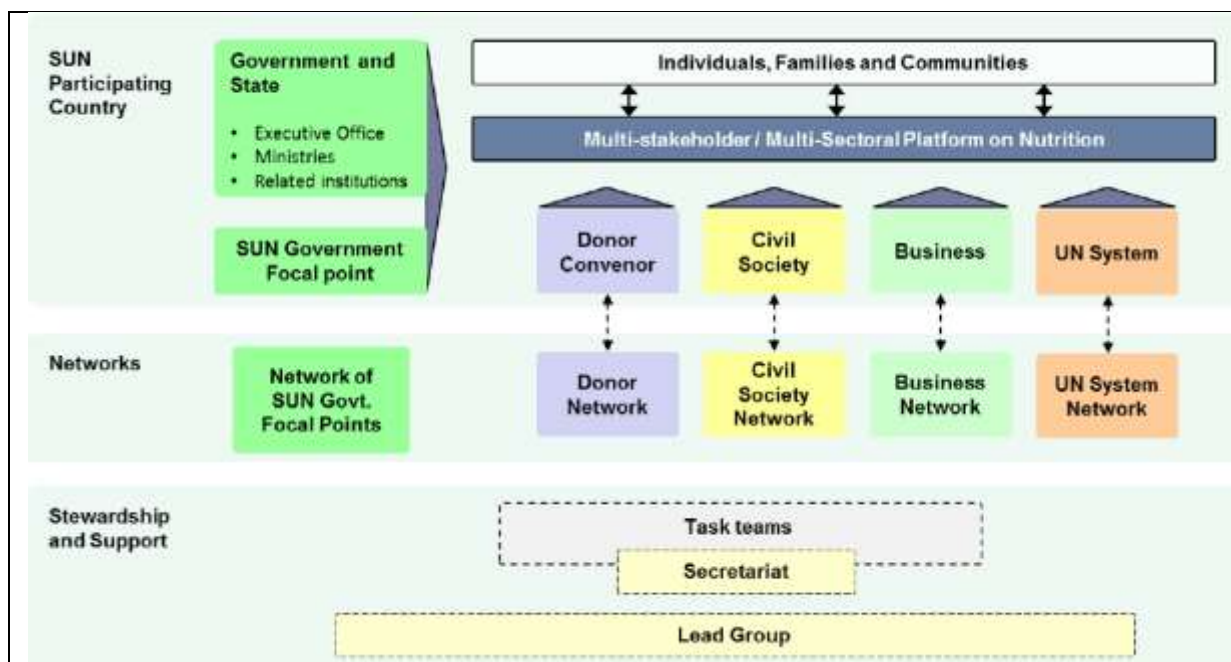 SUN
Participating
Country
Government and
State
• Executive Office
• Ministries
• Related institutions
SUN Government
Focal point
Individuals, Families and Communities
Multi-stakeholder / Multi-Sectoral Platform on Nutrition
Donor
Convenor
Civil
Society
Business
UN System
Networks
Network of
SUN Govt.
Focal Points
Donor
Network
Civil
Society
Network
Business
Network
UN System
Network
Stewardship
and Support
Task teams
Secretariat
Lead Group